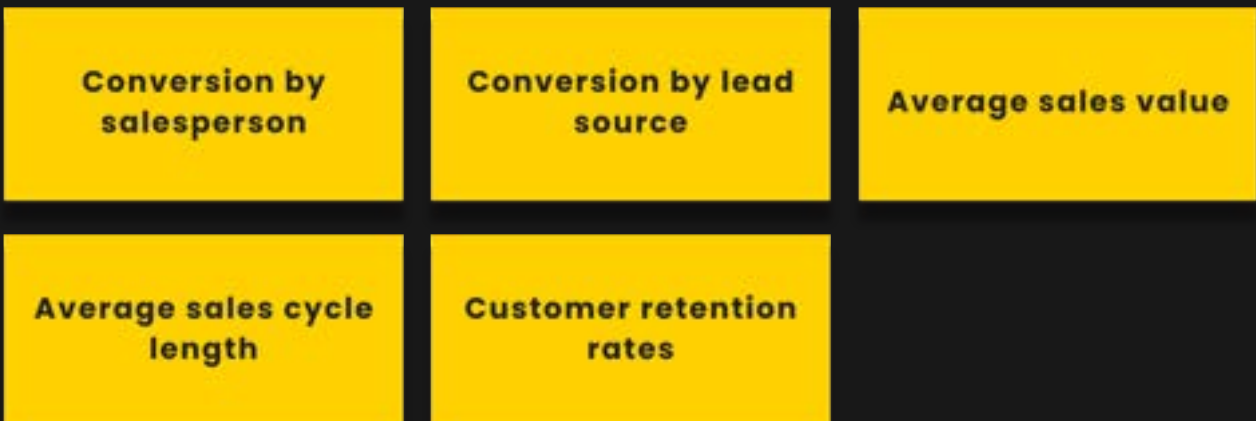 Conversion by
salesperson
Conversion by lead
source
Average sales value
Average sales cycle
length
Customer retention
rates